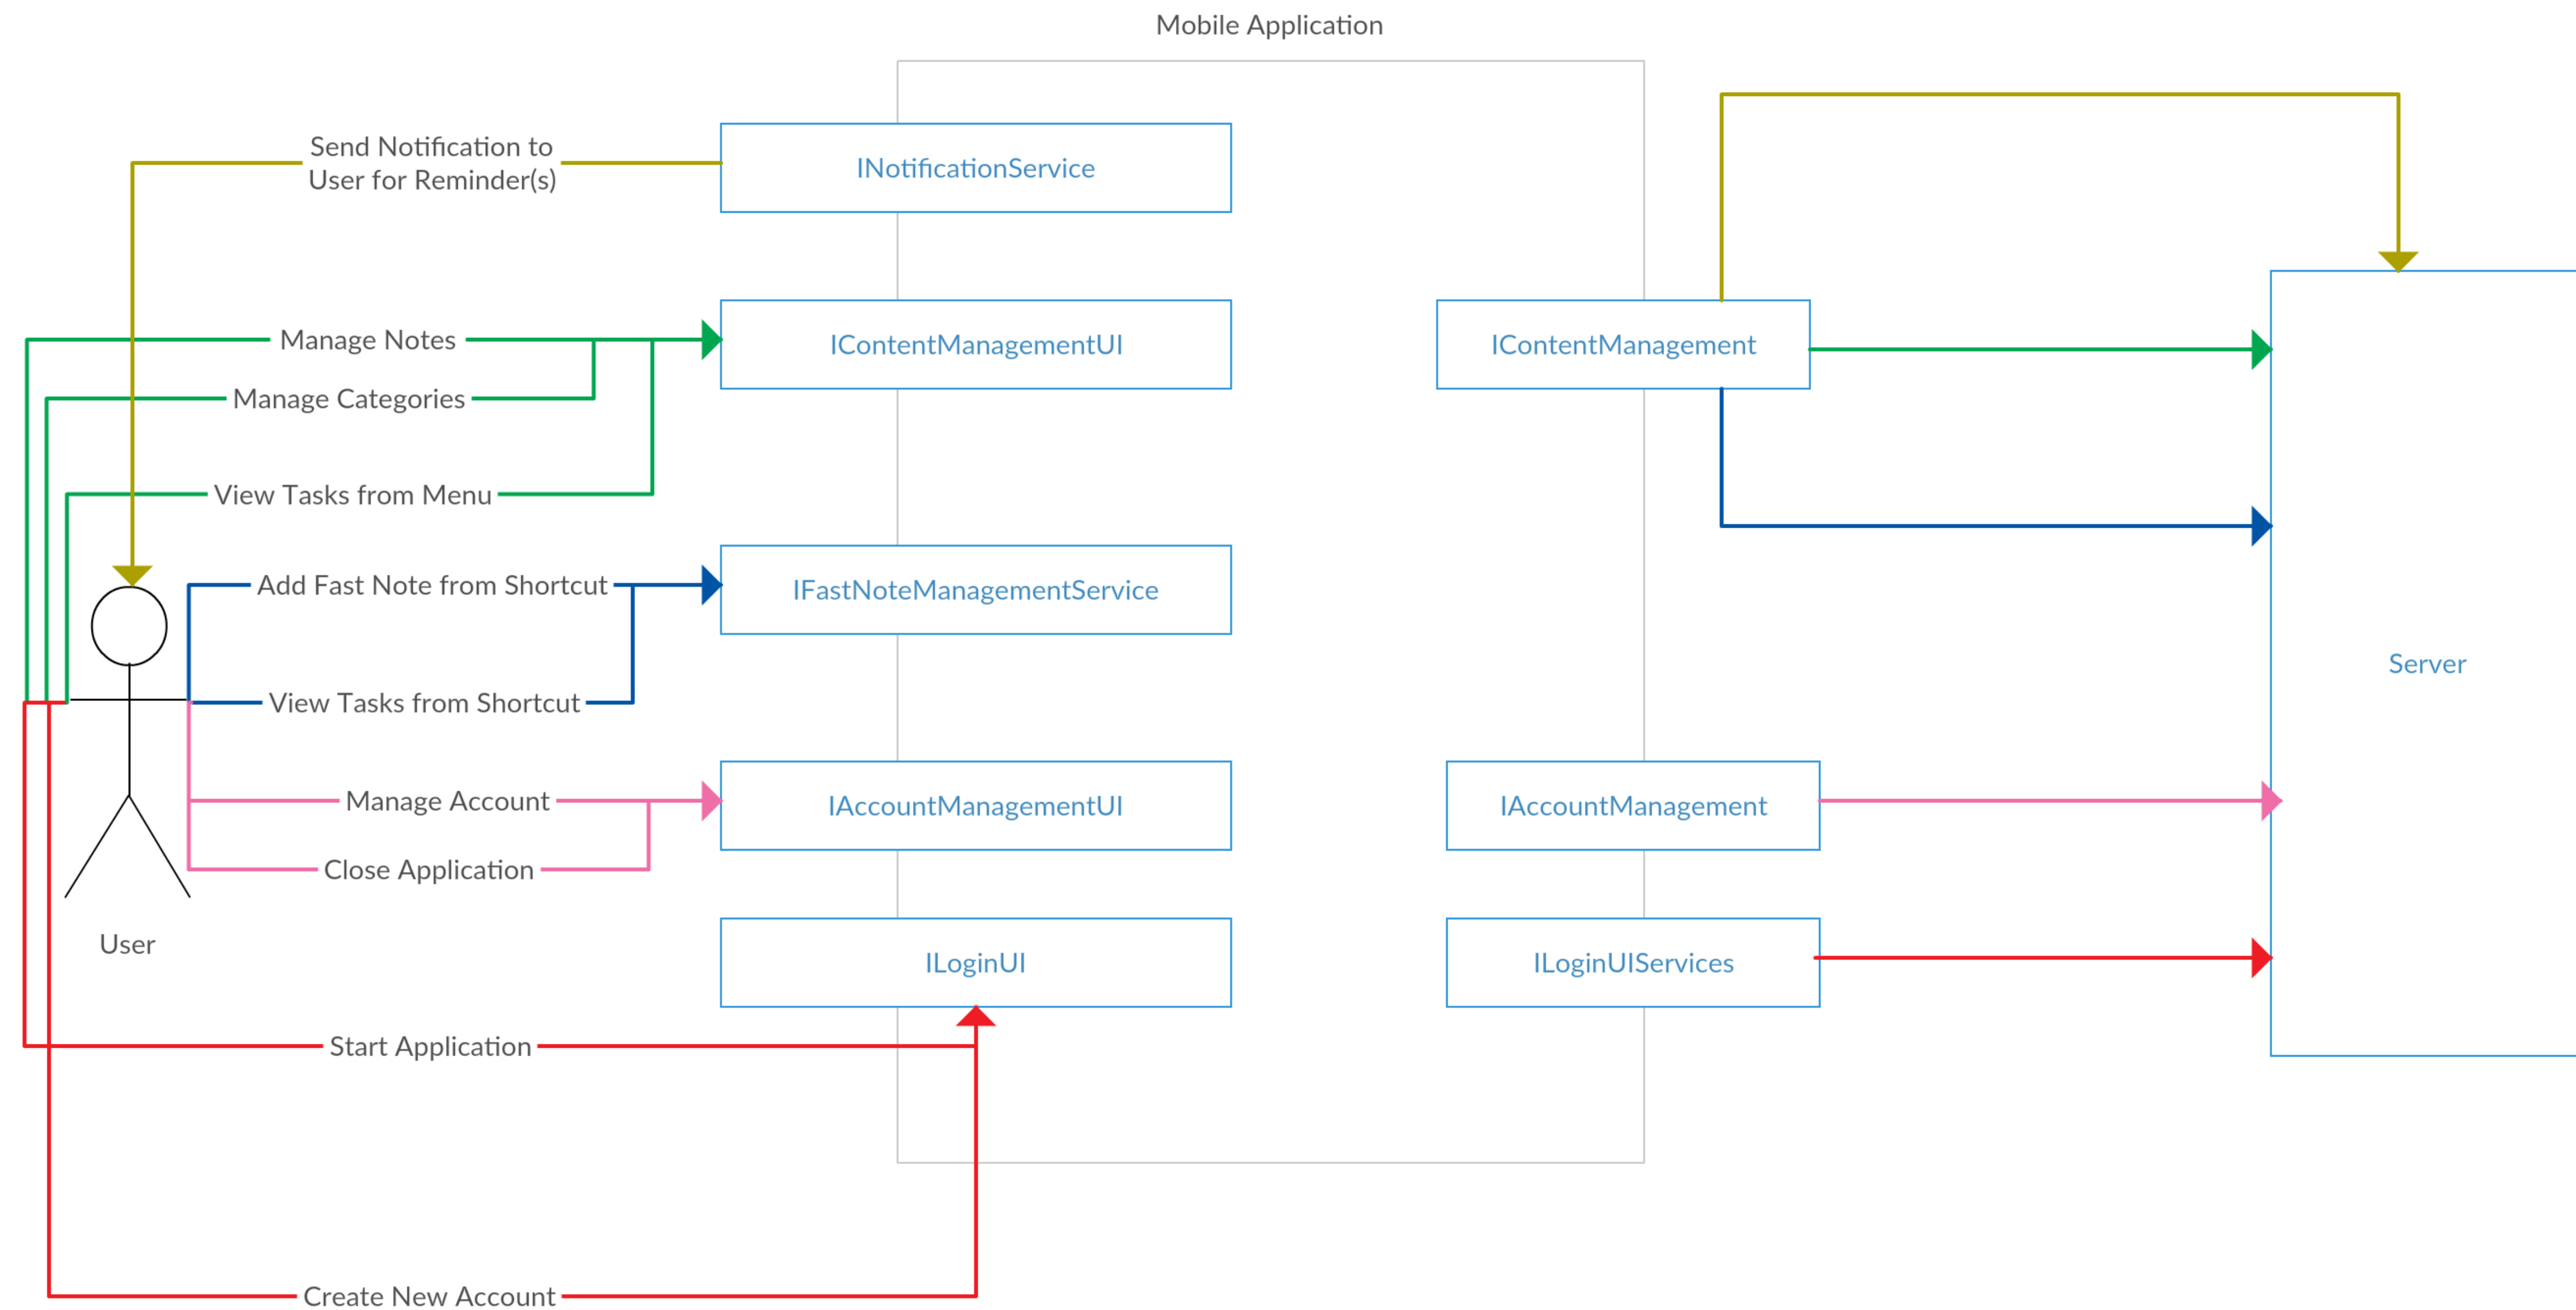 Mobile Application
Send Notification to
User for Reminder(s)
INotificationService
Manage Notes
IContentManagementUI
IContentManagement
Manage Categories
View Tasks from Menu
Add Fast Note from Shortcut
IFastNoteManagementService
Server
View Tasks from Shortcut
Manage Account
IAccountManagementUI
IAccountManagement
Close Application
User
ILoginUI
ILoginUIServices
Start Application
Create New Account